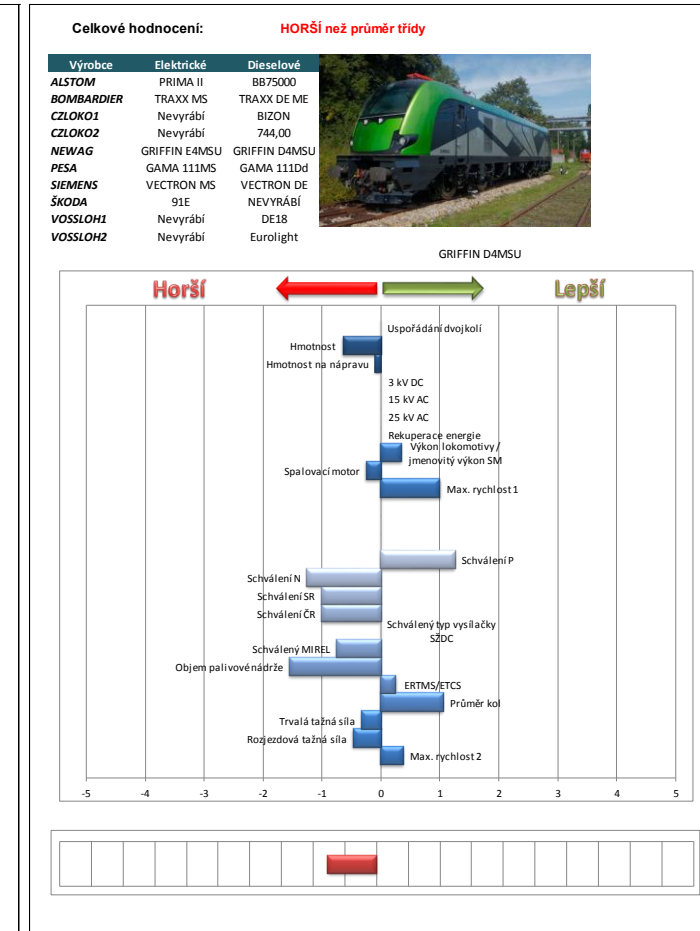 Celkové hodnocení: HORŠÍ než průměr třídy
Výrobce Elektrické Dieselové
ALSTOM PRIMA II BB75000
BOMBARDIER TRAXX MS TRAXX DE ME
CZLOKO1 Nevyrábí BIZON
CZLOKO2 Nevyrábí 744,00
NEWAG GRIFFIN E4MSU GRIFFIN D4MSU
PESA GAMA 111MS GAMA 111Dd
SIEMENS VECTRON MS VECTRON DE
ŠKODA 91E NEVYRÁBÍ
VOSSLOH1 Nevyrábí DE18
VOSSLOH2 Nevyrábí Eurolight
GRIFFIN D4MSU
Horší Lepší
Uspořádání dvojkolí
Hmotnost
Hmotnost na nápravu
3 kV DC
15 kV AC
25 kV AC
Rekuperace energie
Výkon lokomotivy /
jmenovitý výkon SM
Spalovací motor
Max. rychlost 1
Schválení P
Schválení N
Schválení SR
Schválení ČR
Schválený typ vysílačky
SŽDC
Schválený MIREL
Objem palivové nádrže
ERTMS/ETCS
Průměr kol
Trvalá tažná síla
Rozjezdová tažná síla
Max. rychlost 2
-5 -4 -3 -2 -1 0 1 2 3 4 5